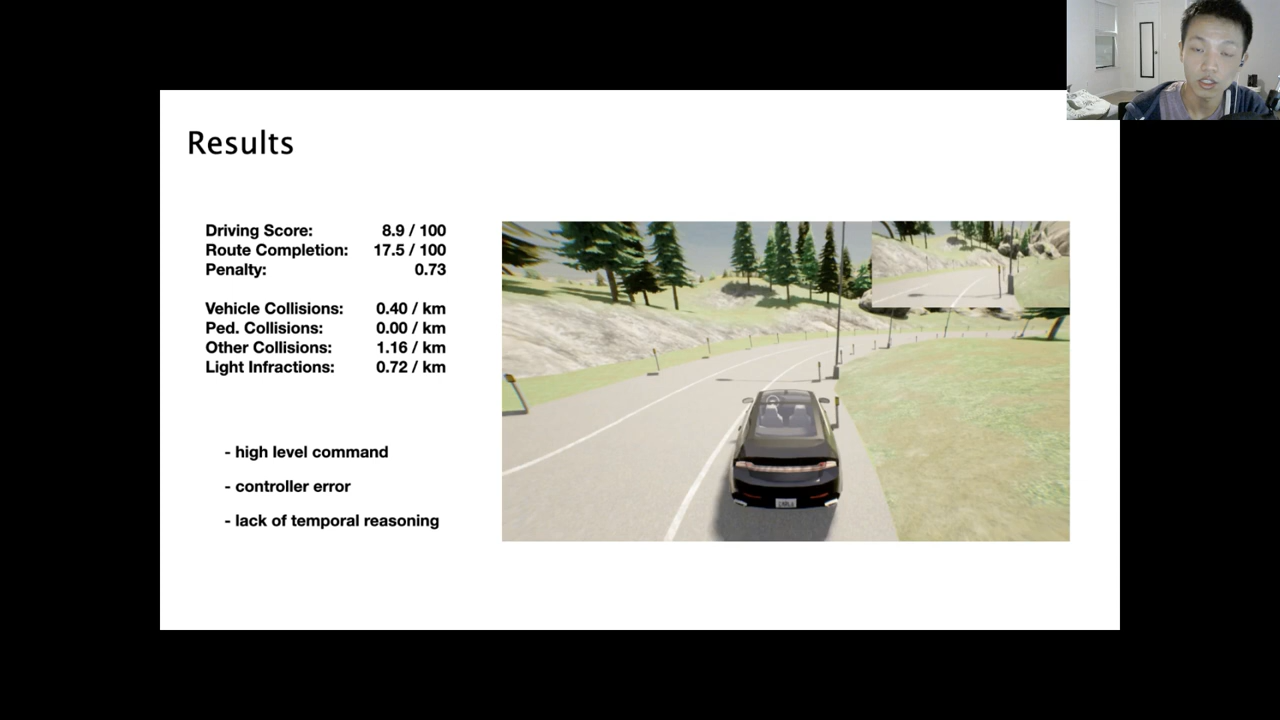 Results
Driving Score: 8.9 / 100
Route Completion: 17.5 / 100
Penalty: 0.73
Vehicle Collisions: 0.40 / km
Ped. Collisions: 0.00 / km
Other Collisions: 1.16 / km
Light Infractions: 0.72 / km
- high level command
- controller error
- lack of temporal reasoning